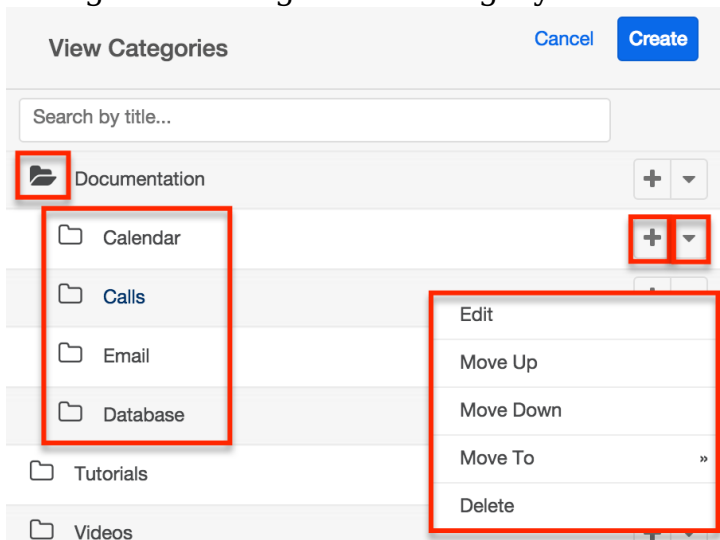 View Categories
Cancel
Create
Search by title...
Documentation
Calendar
Calls
Email
Database
Tutorials
Videos
Edit
Move Up
Move Down
Move To »
Delete